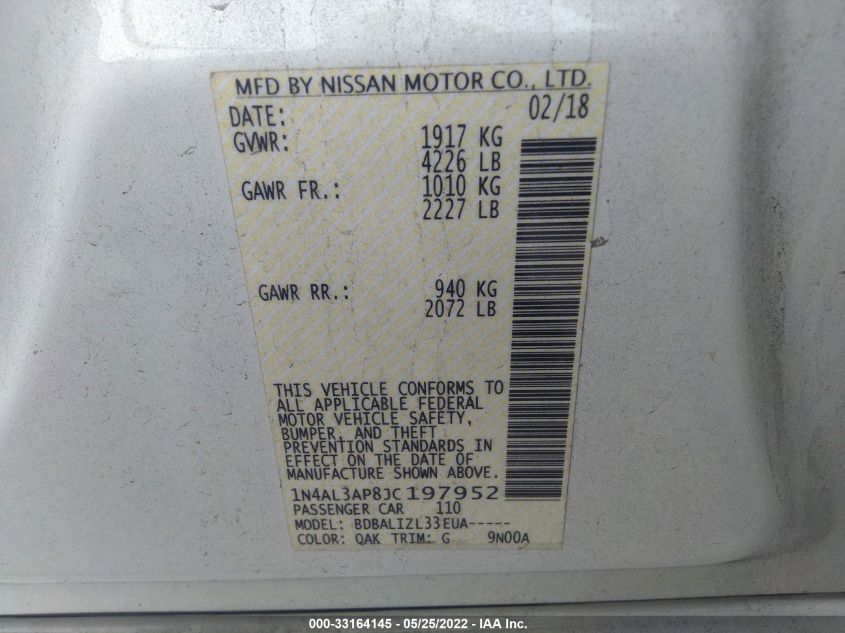 MFD BY NISSAN MOTOR CO., LTD.
DATE: 02/18
GVWR: 1917 KG
4226 LB
GAWR FR.: 1010 KG
2227 LB
GAWR RR.: 940 KG
2072 LB
THIS VEHICLE CONFORMS TO
ALL APPLICABLE FEDERAL
MOTOR VEHICLE SAFETY,
BUMPER, AND THEFT
PREVENTION STANDARDS IN
EFFECT ON THE DATE OF
MANUFACTURE SHOWN ABOVE.
1N4AL3AP8JC197952
PASSENGER CAR 110
MODEL: BDBALIZL33EUA-----
COLOR: QAK TRIM: G 9N00A
000-33164145 - 05/25/2022 - IAA Inc.